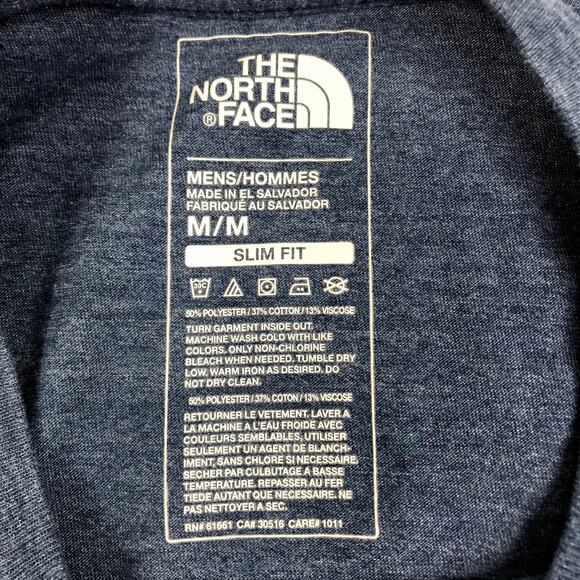 THE
NORTH
®FACE
MENS/HOMMES
MADE IN EL SALVADOR
FABRIQUÉ AU SALVADOR
M/M
SLIM FIT
30C
50% POLYESTER / 37% COTTON / 13% VISCOSE
TURN GARMENT INSIDE OUT.
MACHINE WASH COLD WITH LIKE
COLORS. ONLY NON-CHLORINE
BLEACH WHEN NEEDED. TUMBLE DRY
LOW. WARM IRON AS DESIRED. DO
NOT DRY CLEAN.
50% POLYESTER / 37% COTON / 13% VISCOSE
RETOURNER LE VETEMENT. LAVER A
LA MACHINE A L'EAU FROIDE AVEC
COULEURS SEMBLABLES, UTILISER
SEULEMENT UN AGENT DE BLANCH-
IMENT, SANS CHLORE SI NECESSAIRE.
SECHER PAR CULBUTAGE A BASSE
TEMPERATURE. REPASSER AU FER
TIEDE AUTANT QUE NECESSAIRE. NE
PAS NETTOYER A SEC.
RN# 61661 CA# 30516 CARE# 1011